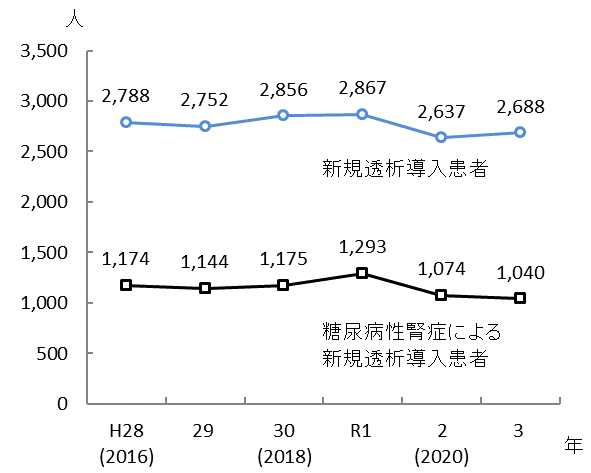 人
3,500
3,000
2,500
2,000
1,500
1,000
500
0
2,788 2,752 2,856 2,867 2,637 2,688
新規透析導入患者
1,174 1,144 1,175 1,293 1,074 1,040
糖尿病性腎症による
新規透析導入患者
H28 29 30 R1 2 3 年
(2016) (2018) (2020)